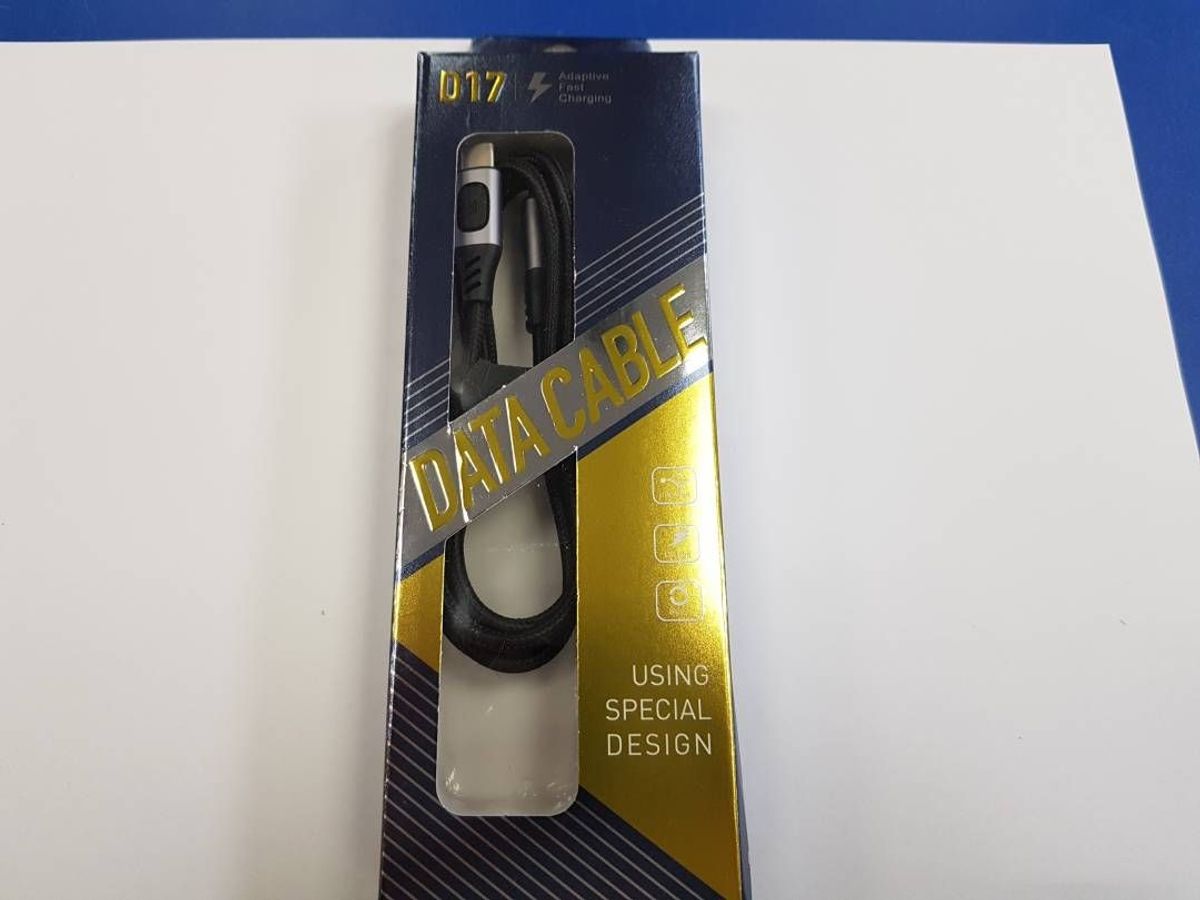 D17
Adaptive
Fast
Charging
DATA CABLE
USING
SPECIAL
DESIGN